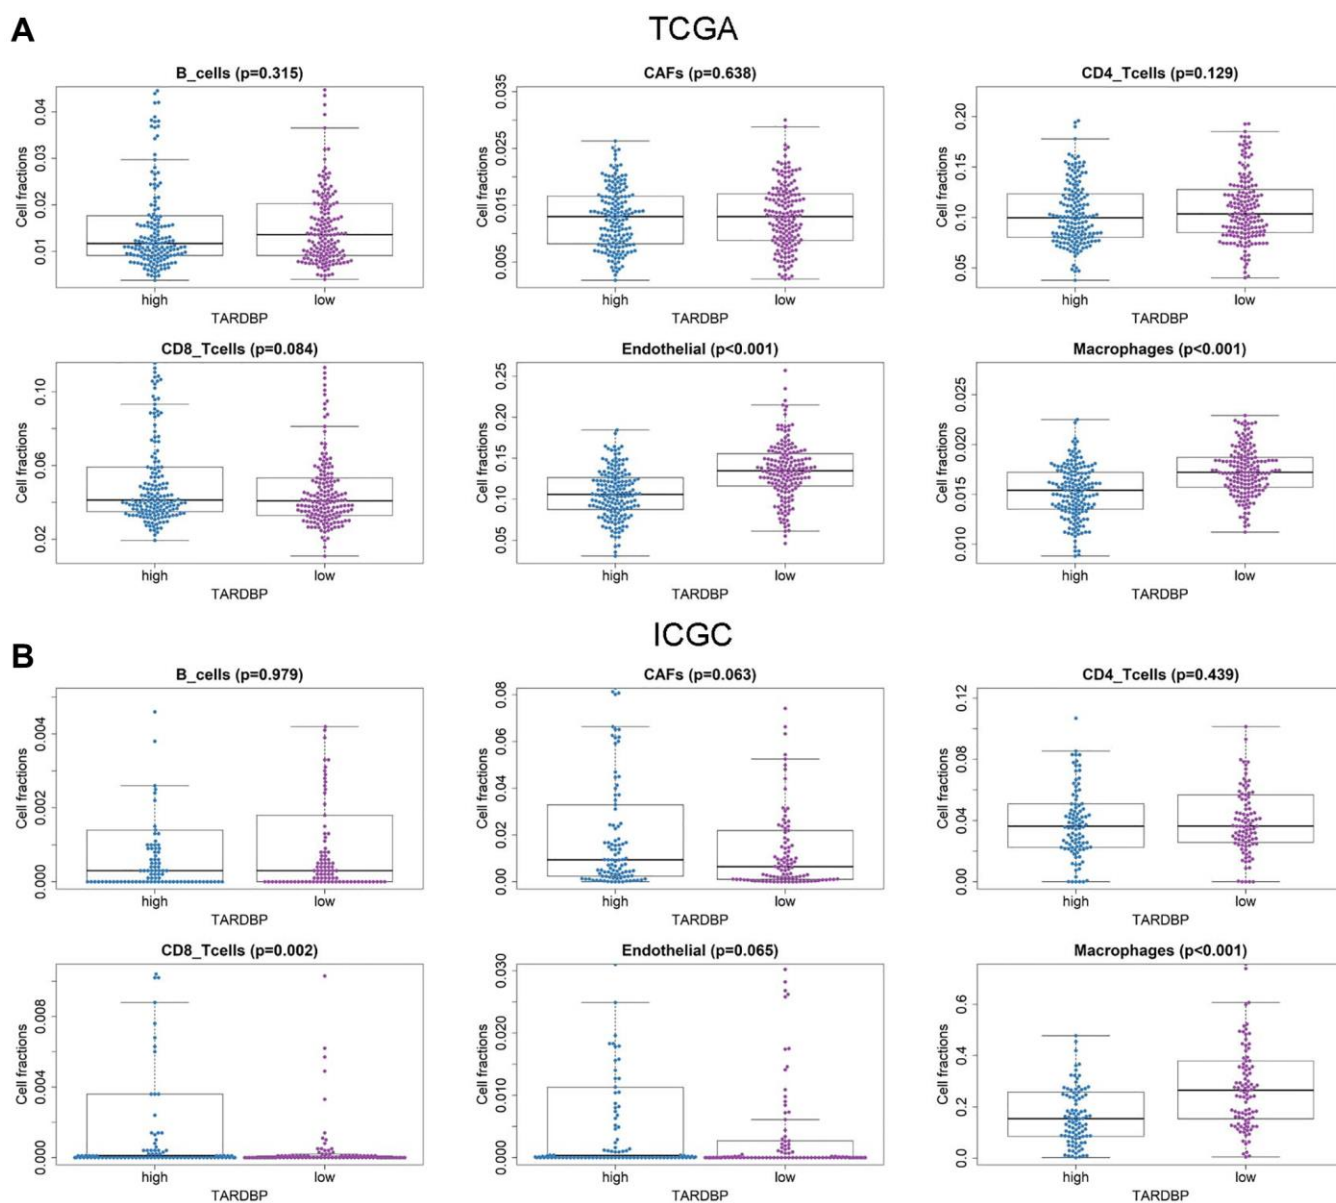 A
TCGA
B_cells (p=0.315)
Cell fractions
0.04
0.03
0.02
0.01
high
low
TARDBP
CAFs (p=0.638)
Cell fractions
0.035
0.025
0.015
0.005
high
low
TARDBP
CD4_Tcells (p=0.129)
Cell fractions
0.20
0.15
0.10
0.05
high
low
TARDBP
CD8_Tcells (p=0.084)
Cell fractions
0.10
0.06
0.02
high
low
TARDBP
Endothelial (p<0.001)
Cell fractions
0.25
0.15
0.10
0.05
high
low
TARDBP
Macrophages (p<0.001)
Cell fractions
0.025
0.020
0.015
0.010
high
low
TARDBP
B
ICGC
B_cells (p=0.979)
Cell fractions
0.004
0.002
0.000
high
low
TARDBP
CAFs (p=0.063)
Cell fractions
0.08
0.06
0.04
0.02
0.00
high
low
TARDBP
CD4_Tcells (p=0.439)
Cell fractions
0.12
0.08
0.04
0.00
high
low
TARDBP
CD8_Tcells (p=0.002)
Cell fractions
0.008
0.004
0.000
high
low
TARDBP
Endothelial (p=0.065)
Cell fractions
0.030
0.020
0.010
0.000
high
low
TARDBP
Macrophages (p<0.001)
Cell fractions
0.6
0.4
0.2
0.0
high
low
TARDBP